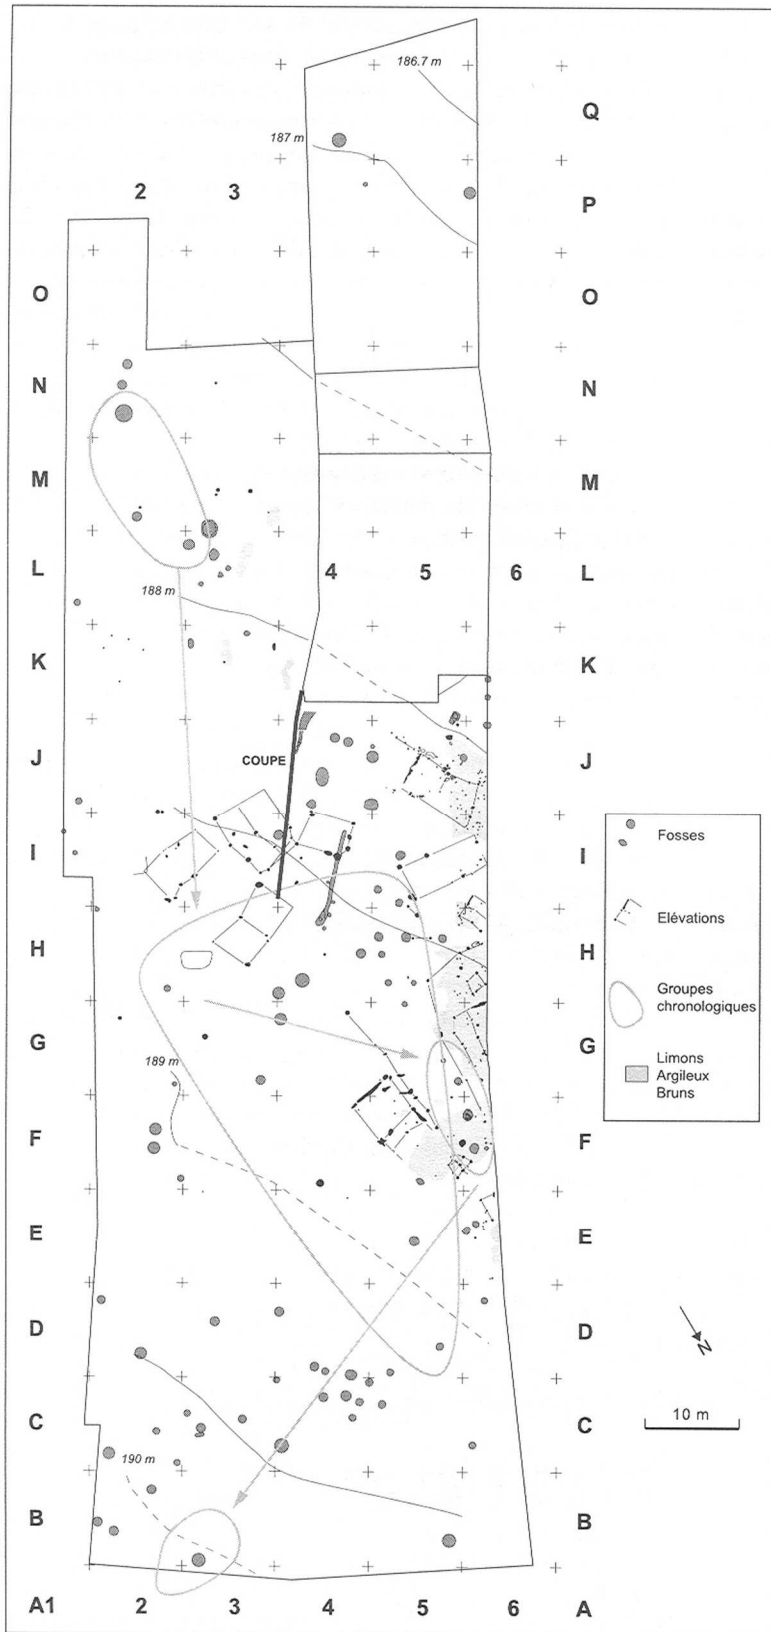 186.7 m
Q
187 m
2 3
P
O O
N N
M M
L 4 5 6 L
188 m
K K
J COUPE J
I I
Fosses
Elévations
H H
Groupes
chronologiques
G G
189 m
Limons
Argileux
Bruns
F F
E E
D D
N
C C
10 m
190 m
B B
A1 2 3 4 5 6 A